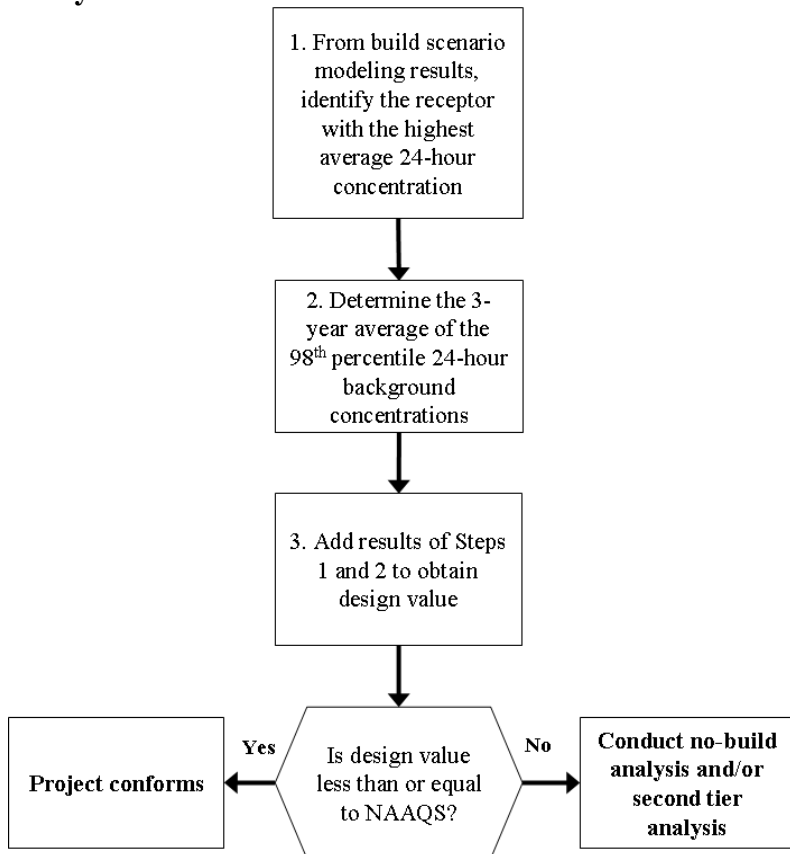 1. From build scenario
modeling results,
identify the receptor
with the highest
average 24-hour
concentration
2. Determine the 3-
year average of the
98th percentile 24-hour
background
concentrations
3. Add results of Steps
1 and 2 to obtain
design value
Yes
Is design value
less than or equal
to NAAQS?
No
Project conforms
Conduct no-build
analysis and/or
second tier
analysis